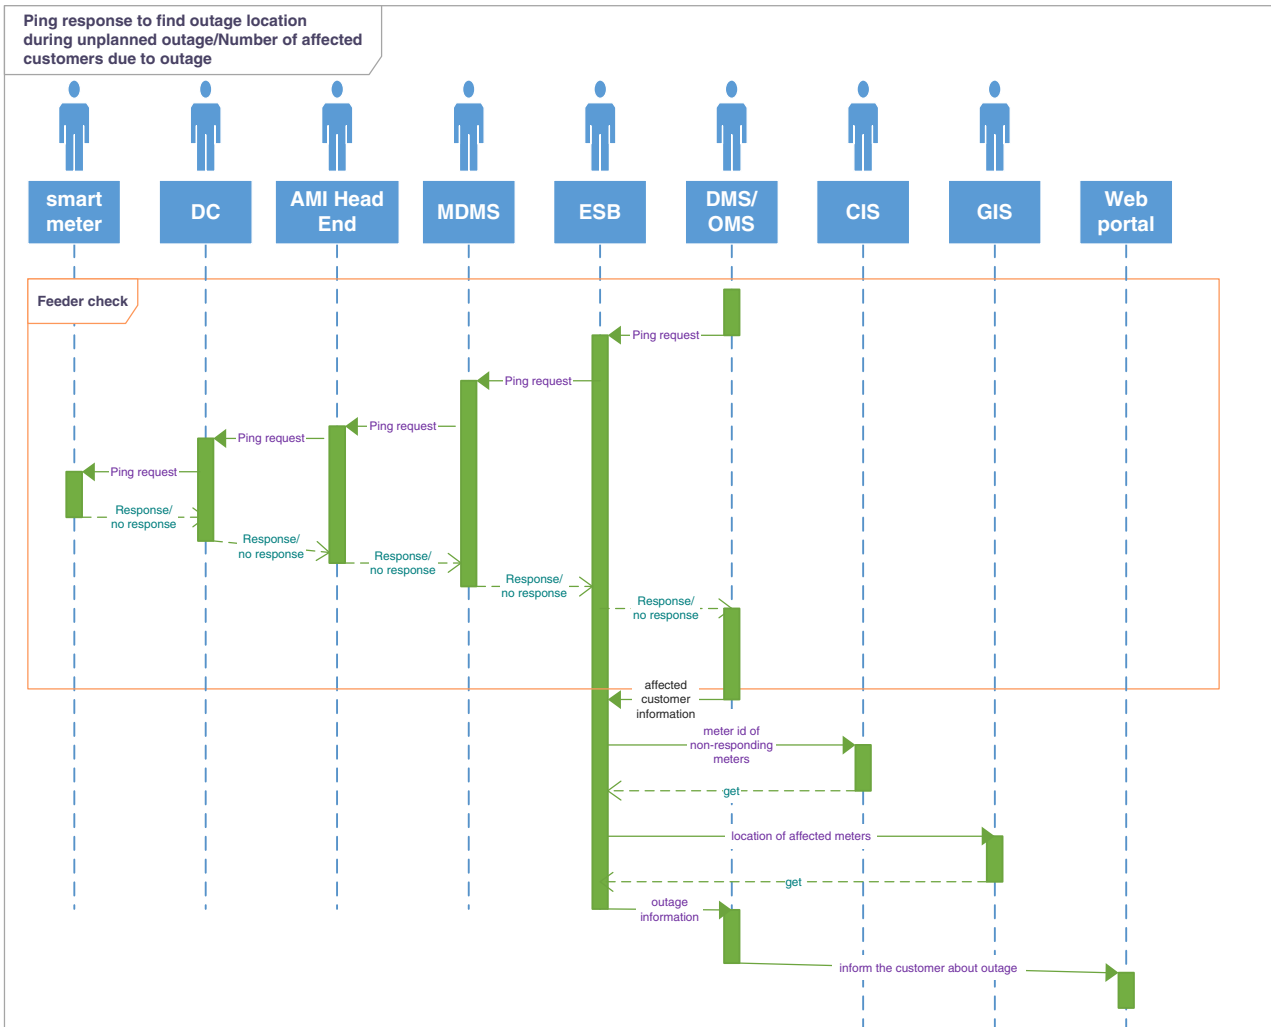 Ping response to find outage location
during unplanned outage/Number of affected
customers due to outage
smart
meter
DC
AMI Head
End
MDMS
ESB
DMS/
OMS
CIS
GIS
Web
portal
Feeder check
Ping request
Ping request
Ping request
Ping request
Ping request
Response/
no response
Response/
no response
Response/
no response
Response/
no response
Response/
no response
affected
customer
information
meter id of
non-responding
meters
get
location of affected meters
get
outage
information
inform the customer about outage